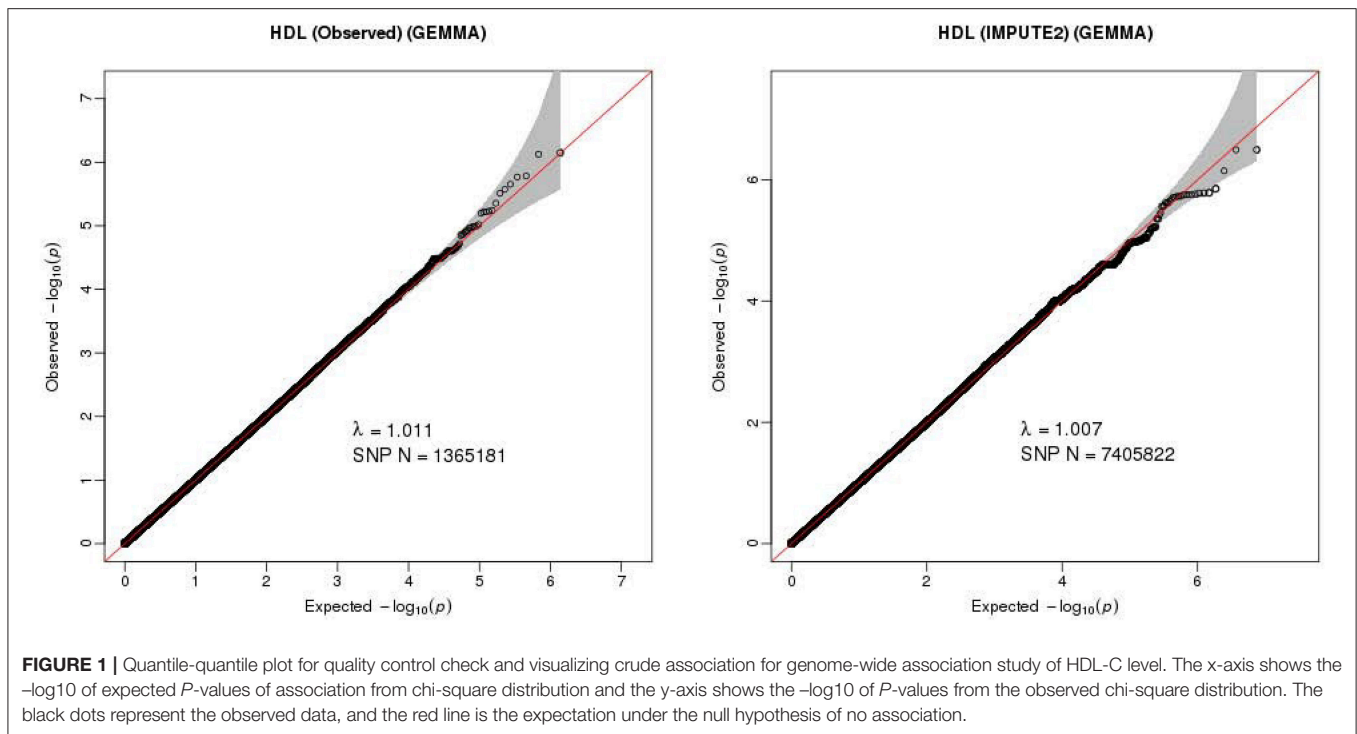 HDL (Observed) (GEMMA)
7
6
5
4
3
2
1
0
Observed −log10(p)
λ = 1.011
SNP N = 1365181
0 1 2 3 4 5 6 7
Expected −log10(p)
HDL (IMPUTE2) (GEMMA)
6
4
2
0
Observed −log10(p)
λ = 1.007
SNP N = 7405822
0 2 4 6
Expected −log10(p)
FIGURE 1 | Quantile-quantile plot for quality control check and visualizing crude association for genome-wide association study of HDL-C level. The x-axis shows the
–log10 of expected P-values of association from chi-square distribution and the y-axis shows the –log10 of P-values from the observed chi-square distribution. The
black dots represent the observed data, and the red line is the expectation under the null hypothesis of no association.